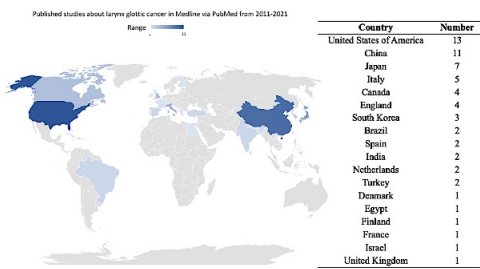 Published studies about larynx glottic cancer in Medline via PubMed from 2011-2021
Range
Country Number
United States of America 13
China 11
Japan 7
Italy 5
Canada 4
England 4
South Korea 3
Brazil 2
Spain 2
India 2
Netherlands 2
Turkey 2
Denmark 1
Egypt 1
Finland 1
France 1
Israel 1
United Kingdom 1